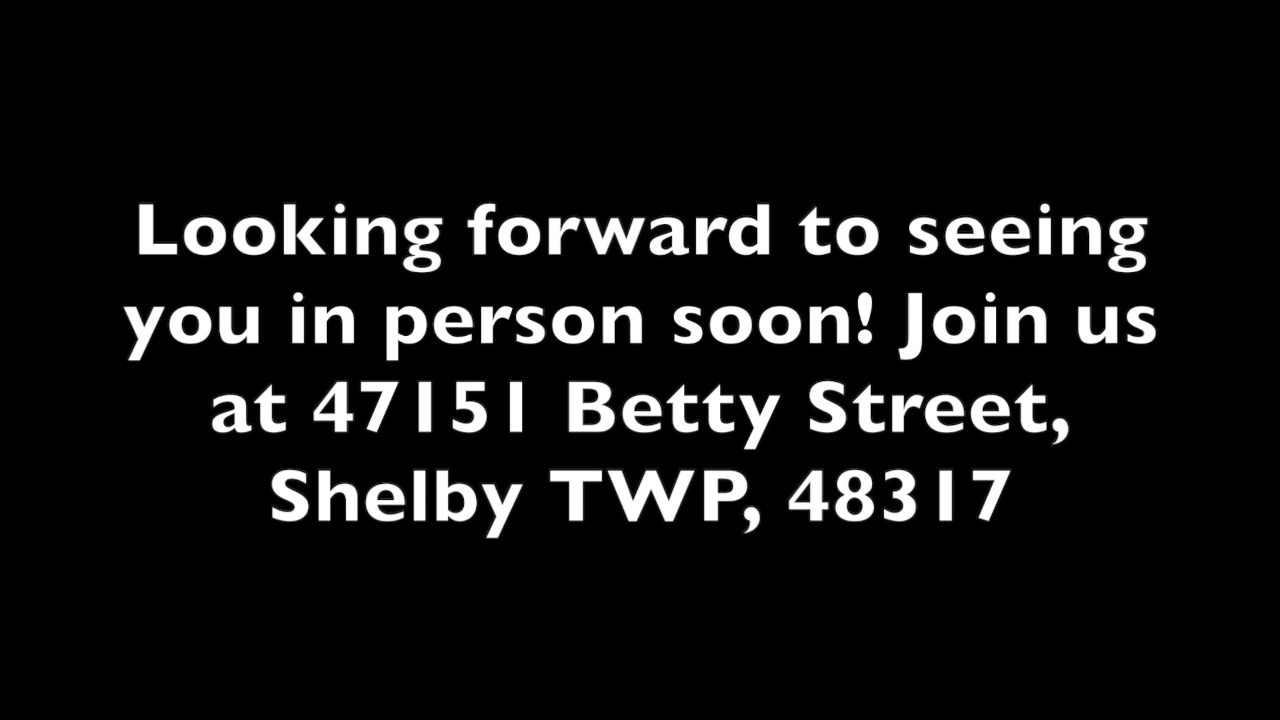 Looking forward to seeing
you in person soon! Join us
at 47151 Betty Street,
Shelby TWP, 48317